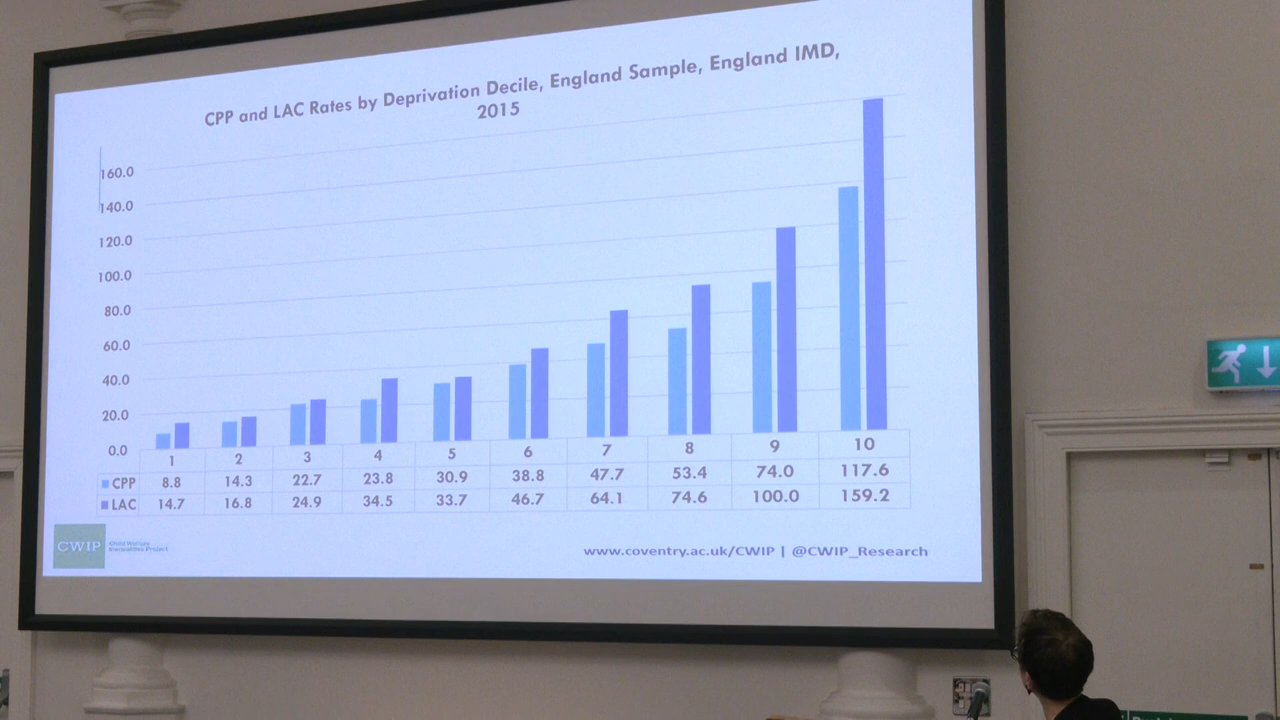 CPP and LAC Rates by Deprivation Decile, England Sample, England IMD,
2015
160.0
140.0
120.0
100.0
80.0
60.0
40.0
20.0
0.0
1 2 3 4 5 6 7 8 9 10
CPP 8.8 14.3 22.7 23.8 30.9 38.8 47.7 53.4 74.0 117.6
LAC 14.7 16.8 24.9 34.5 33.7 46.7 64.1 74.6 100.0 159.2
CWIP
Child Welfare
Inequalities Project
www.coventry.ac.uk/CWIP | @CWIP_Research